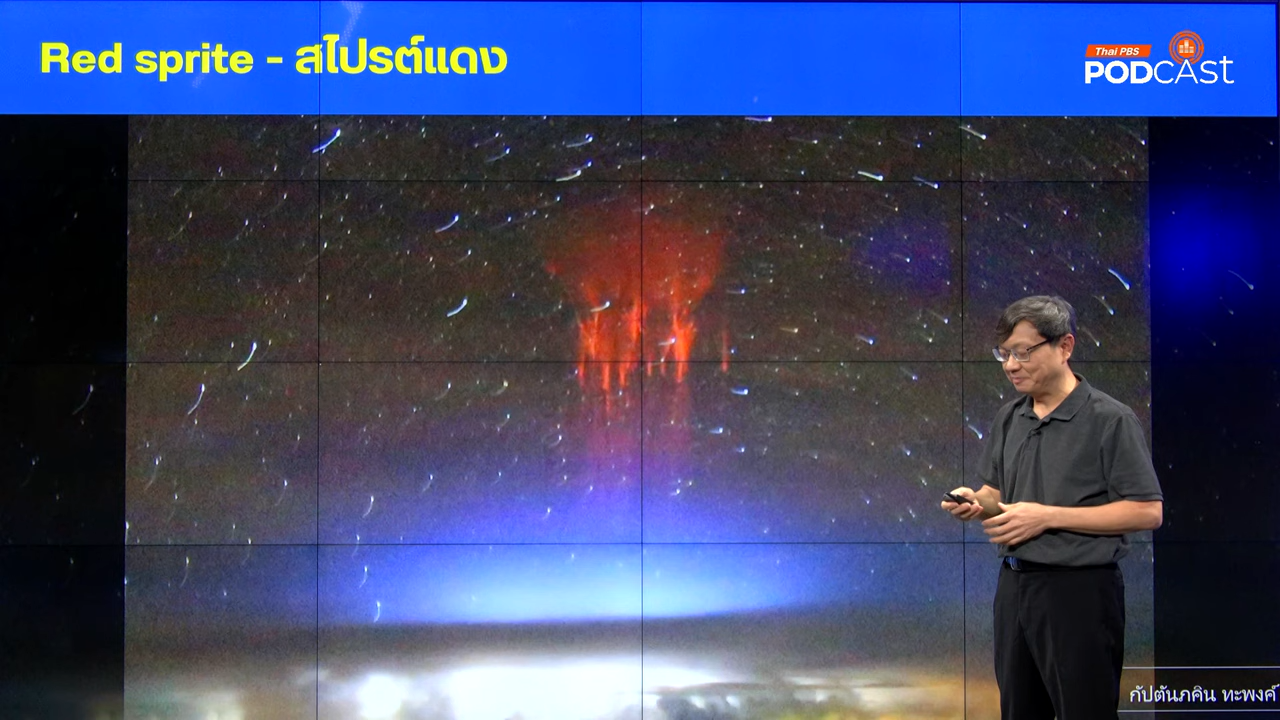 Red sprite - สไปรต์แดง
Thai PBS
PODCAST
กัปตันภคิน ทะพงค์